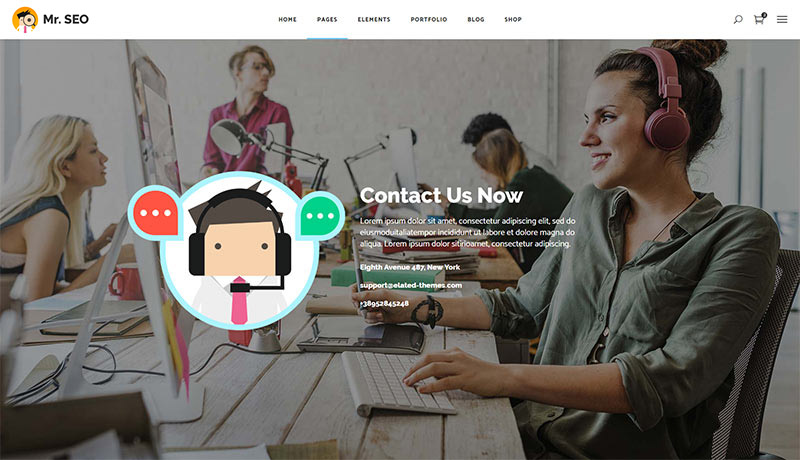 Mr. SEO
HOME
PAGES
ELEMENTS
PORTFOLIO
BLOG
SHOP
0
Contact Us Now
Lorem ipsum dolor sit amet, consectetur adipiscing elit, sed do
eiusmoduitaliatempor incididunt ut labore et dolore magna do
aliqua. Lorem ipsum dolor sitrioamet, consectetur adipiscing.
Eighth Avenue 487, New York
support@elated-themes.com
+38952845248